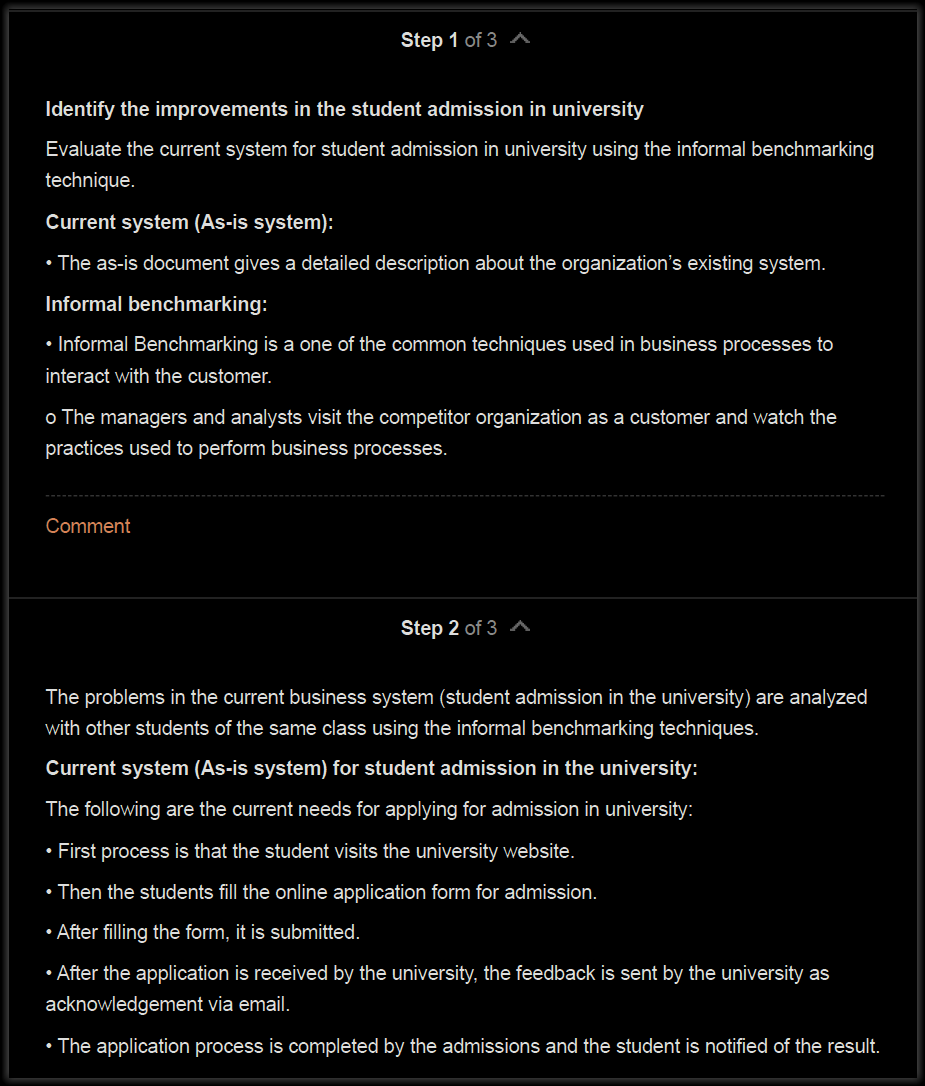 Step 1 of 3
Identify the improvements in the student admission in university
Evaluate the current system for student admission in university using the informal benchmarking
technique.
Current system (As-is system):
• The as-is document gives a detailed description about the organization's existing system.
Informal benchmarking:
• Informal Benchmarking is a one of the common techniques used in business processes to
interact with the customer.
o The managers and analysts visit the competitor organization as a customer and watch the
practices used to perform business processes.
Comment
Step 2 of 3
The problems in the current business system (student admission in the university) are analyzed
with other students of the same class using the informal benchmarking techniques.
Current system (As-is system) for student admission in the university:
The following are the current needs for applying for admission in university:
• First process is that the student visits the university website.
• Then the students fill the online application form for admission.
• After filling the form, it is submitted.
• After the application is received by the university, the feedback is sent by the university as
acknowledgement via email.
• The application process is completed by the admissions and the student is notified of the result.